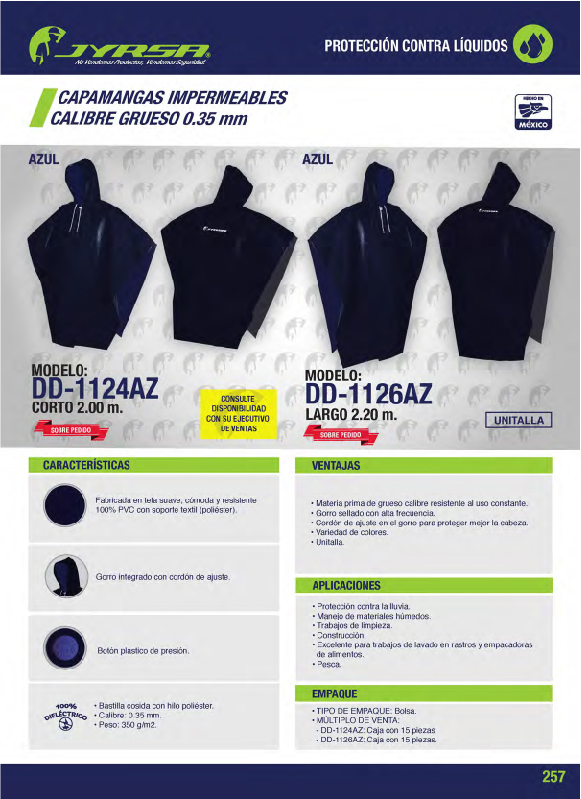 JYRSA®
No Vendemos Productos, Vendemos Seguridad
PROTECCIÓN CONTRA LÍQUIDOS
CAPAMANGAS IMPERMEABLES
CALIBRE GRUESO 0.35 mm
HECHO EN
MÉXICO
AZUL
AZUL
JYRSA
JYRSA
MODELO:
DD-1124AZ
CORTO 2.00 m.
SOBRE PEDIDO
CONSULTE
DISPONIBILIDAD
CON SU EJECUTIVO
DE VENTAS
MODELO:
DD-1126AZ
LARGO 2.20 m.
SOBRE PEDIDO
UNITALLA
CARACTERÍSTICAS
Fabricada en tela suave, cómoda y resistente
100% PVC con soporte textil (poliéster).
Gorro integrado con cordón de ajuste.
Botón plastico de presión.
100%
DIELÉCTRICO
• Bastilla cosida con hilo poliéster.
• Calibre: 0.35 mm.
• Peso: 350 g/m2.
VENTAJAS
• Materia prima de grueso calibre resistente al uso constante.
• Gorro sellado con alta frecuencia.
• Cordón de ajuste en el gorro para proteger mejor la cabeza.
• Variedad de colores.
• Unitalla.
APLICACIONES
• Protección contra la lluvia.
• Manejo de materiales húmedos.
• Trabajos de limpieza.
• Construcción
• Excelente para trabajos de lavado en rastros y empacadoras
de alimentos.
• Pesca.
EMPAQUE
• TIPO DE EMPAQUE: Bolsa.
• MÚLTIPLO DE VENTA:
- DD-1124AZ: Caja con 15 piezas
- DD-1126AZ: Caja con 15 piezas.
257